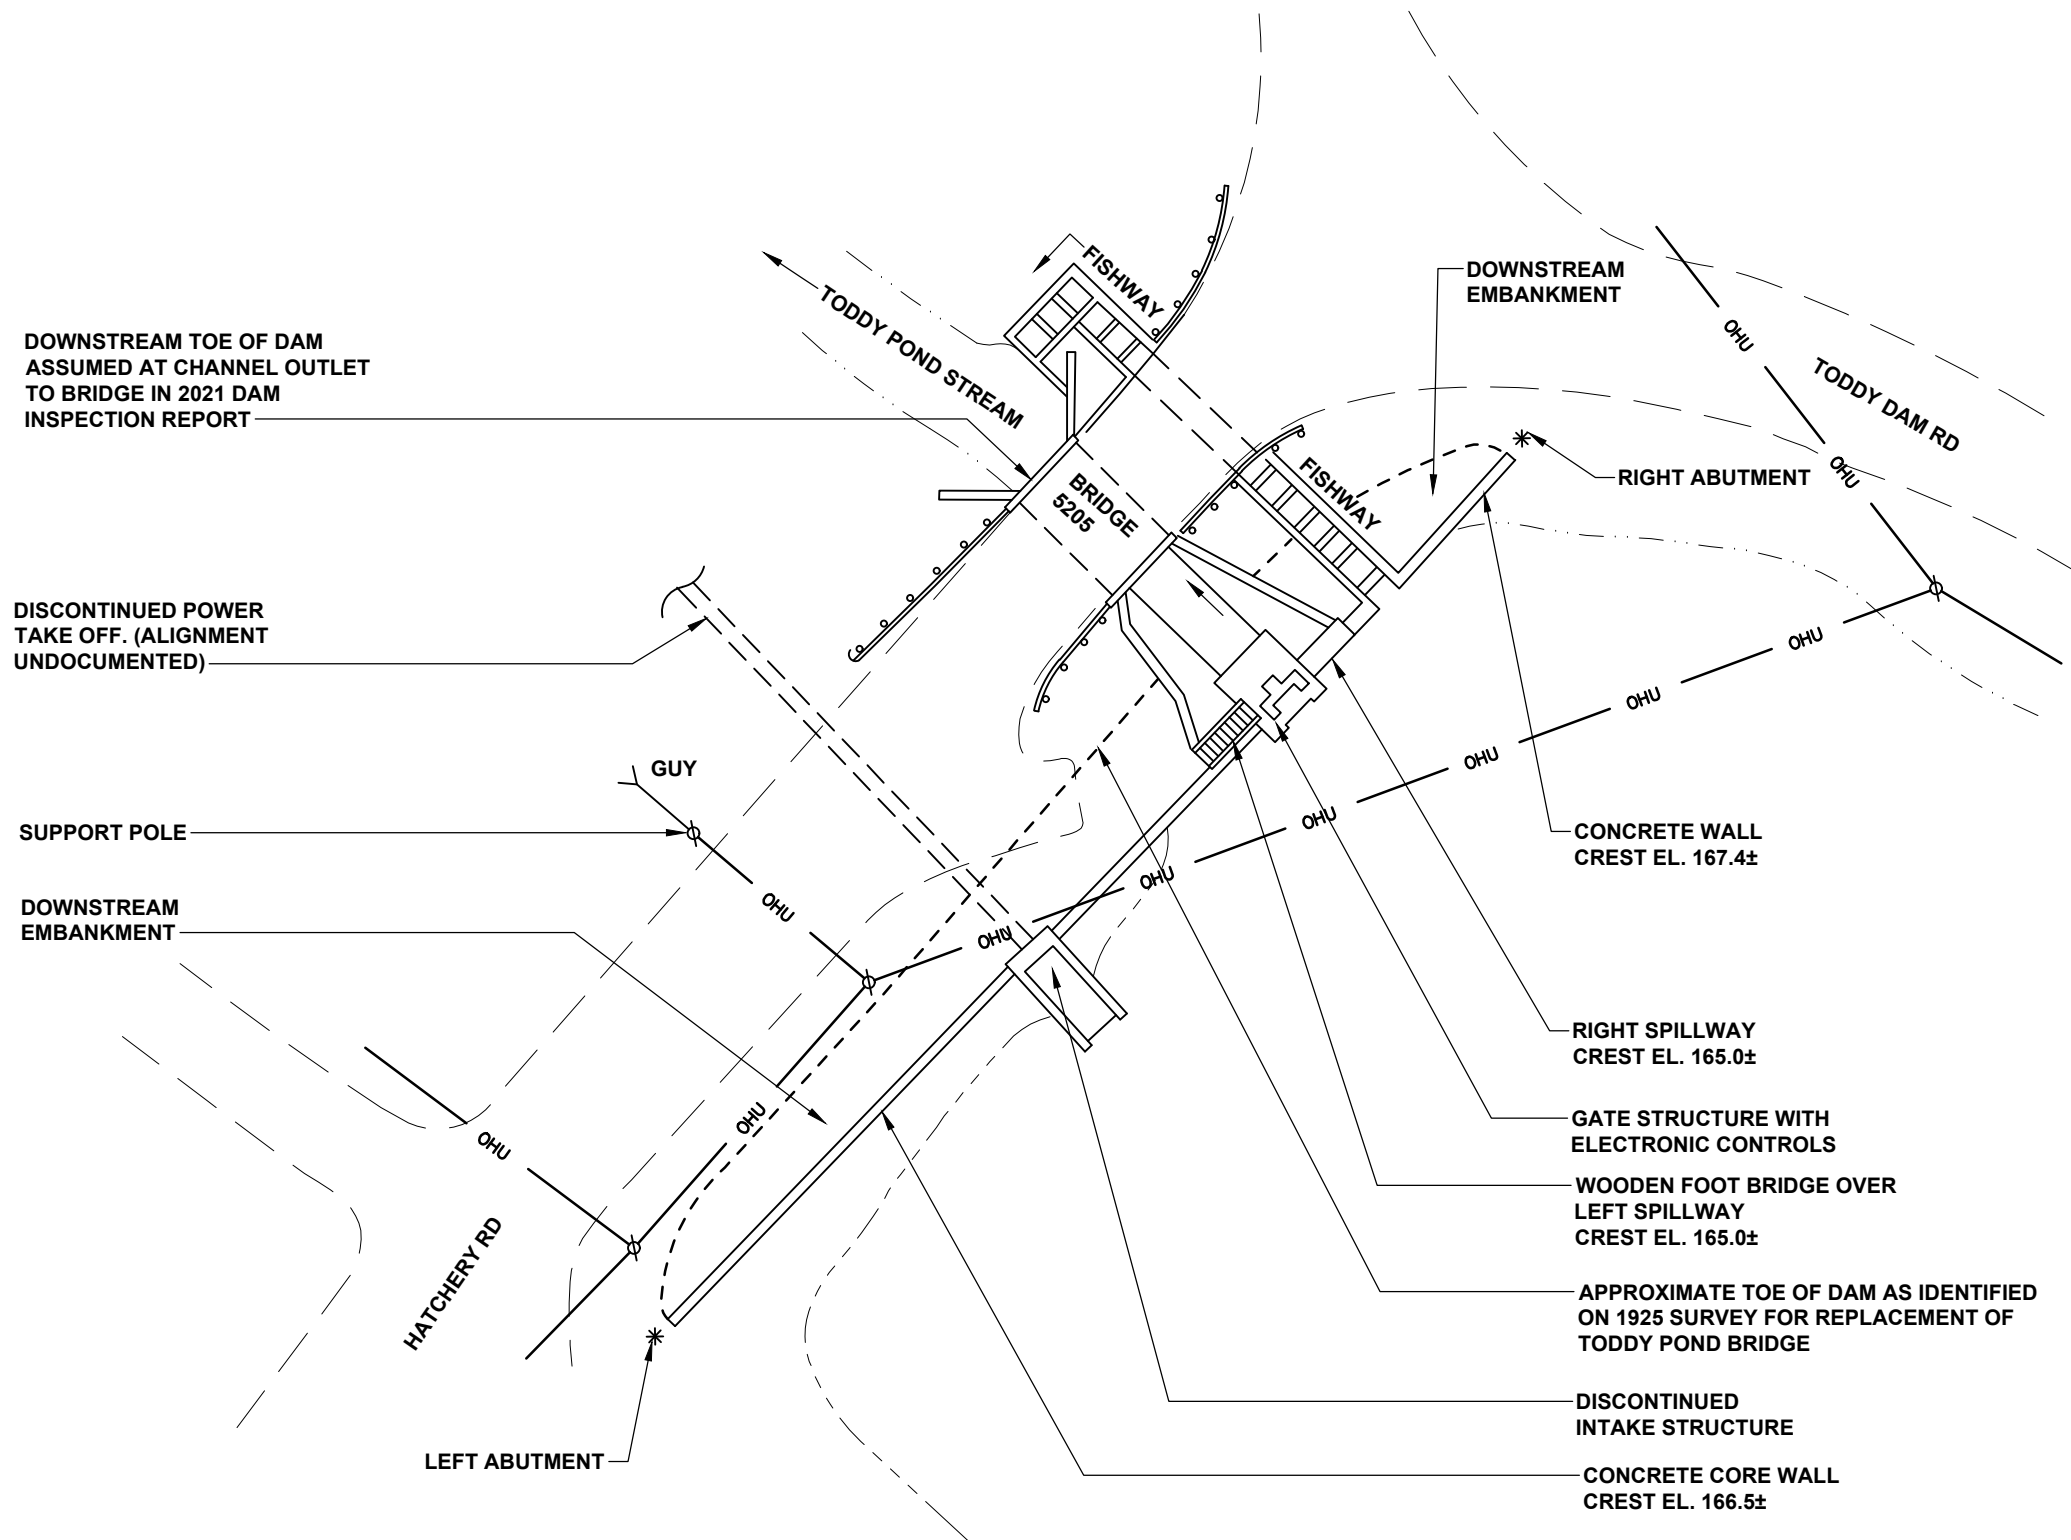 FISHWAY
TODDY POND STREAM
DOWNSTREAM
EMBANKMENT
OHU
TODDY DAM RD
DOWNSTREAM TOE OF DAM
ASSUMED AT CHANNEL OUTLET
TO BRIDGE IN 2021 DAM
INSPECTION REPORT
FISHWAY
OHU
RIGHT ABUTMENT
BRIDGE
5205
DISCONTINUED POWER
TAKE OFF. (ALIGNMENT
UNDOCUMENTED)
OHU
OHU
OHU
OHU
OHU
OHU
GUY
SUPPORT POLE
OHU
CONCRETE WALL
CREST EL. 167.4±
DOWNSTREAM
EMBANKMENT
RIGHT SPILLWAY
CREST EL. 165.0±
OHU
OHU
GATE STRUCTURE WITH
ELECTRONIC CONTROLS
WOODEN FOOT BRIDGE OVER
LEFT SPILLWAY
CREST EL. 165.0±
HATCHERY RD
APPROXIMATE TOE OF DAM AS IDENTIFIED
ON 1925 SURVEY FOR REPLACEMENT OF
TODDY POND BRIDGE
DISCONTINUED
INTAKE STRUCTURE
LEFT ABUTMENT
CONCRETE CORE WALL
CREST EL. 166.5±